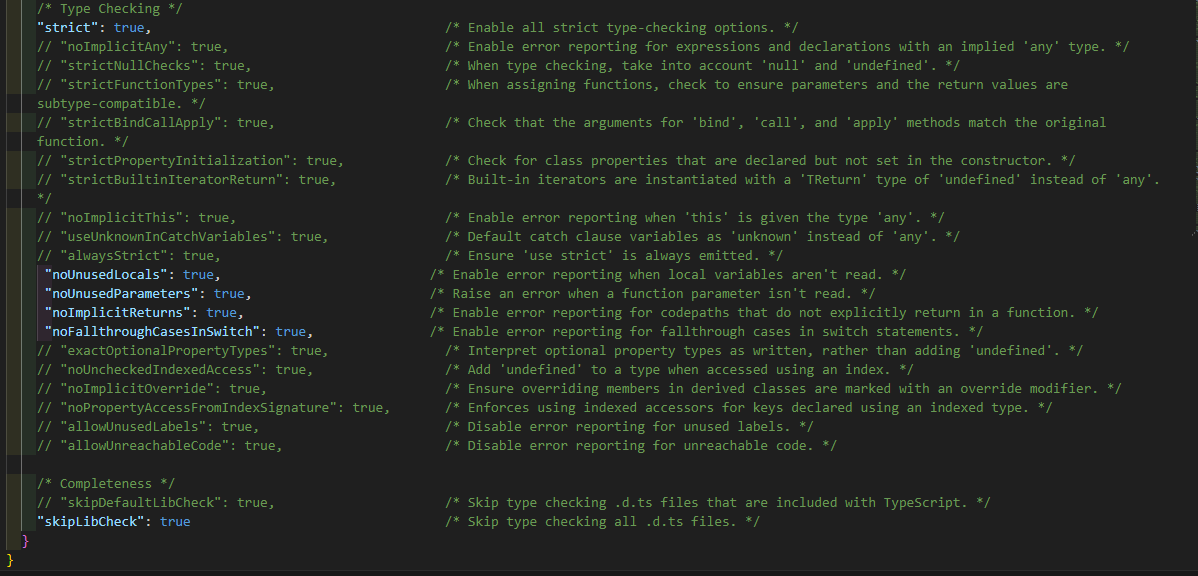 /* Type Checking */
"strict": true, /* Enable all strict type-checking options. */
// "noImplicitAny": true, /* Enable error reporting for expressions and declarations with an implied 'any' type. */
// "strictNullChecks": true, /* When type checking, take into account 'null' and 'undefined'. */
// "strictFunctionTypes": true, /* When assigning functions, check to ensure parameters and the return values are
subtype-compatible. */
// "strictBindCallApply": true, /* Check that the arguments for 'bind', 'call', and 'apply' methods match the original
function. */
// "strictPropertyInitialization": true, /* Check for class properties that are declared but not set in the constructor. */
// "strictBuiltinIteratorReturn": true, /* Built-in iterators are instantiated with a 'TReturn' type of 'undefined' instead of 'any'.
*/
// "noImplicitThis": true, /* Enable error reporting when 'this' is given the type 'any'. */
// "useUnknownInCatchVariables": true, /* Default catch clause variables as 'unknown' instead of 'any'. */
// "alwaysStrict": true, /* Ensure 'use strict' is always emitted. */
"noUnusedLocals": true, /* Enable error reporting when local variables aren't read. */
"noUnusedParameters": true, /* Raise an error when a function parameter isn't read. */
"noImplicitReturns": true, /* Enable error reporting for codepaths that do not explicitly return in a function. */
"noFallthroughCasesInSwitch": true, /* Enable error reporting for fallthrough cases in switch statements. */
// "exactOptionalPropertyTypes": true, /* Interpret optional property types as written, rather than adding 'undefined'. */
// "noUncheckedIndexedAccess": true, /* Add 'undefined' to a type when accessed using an index. */
// "noImplicitOverride": true, /* Ensure overriding members in derived classes are marked with an override modifier. */
// "noPropertyAccessFromIndexSignature": true, /* Enforces using indexed accessors for keys declared using an indexed type. */
// "allowUnusedLabels": true, /* Disable error reporting for unused labels. */
// "allowUnreachableCode": true, /* Disable error reporting for unreachable code. */
/* Completeness */
// "skipDefaultLibCheck": true, /* Skip type checking .d.ts files that are included with TypeScript. */
"skipLibCheck": true /* Skip type checking all .d.ts files. */
}
}